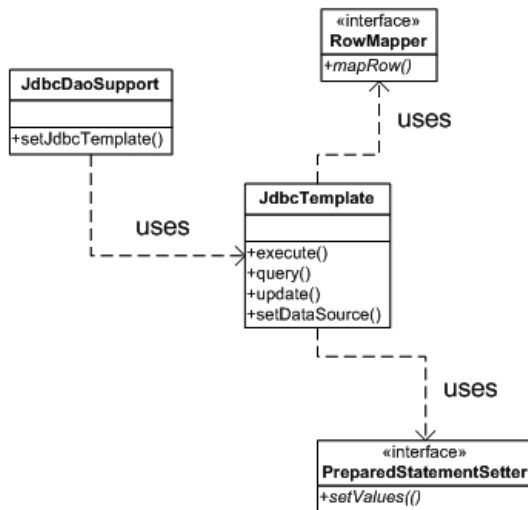 «interface»
RowMapper
+mapRow()
JdbcDaoSupport
+setJdbcTemplate()
uses
uses
JdbcTemplate
+execute()
+query()
+update()
+setDataSource()
uses
«interface»
PreparedStatementSetter
+setValues(()